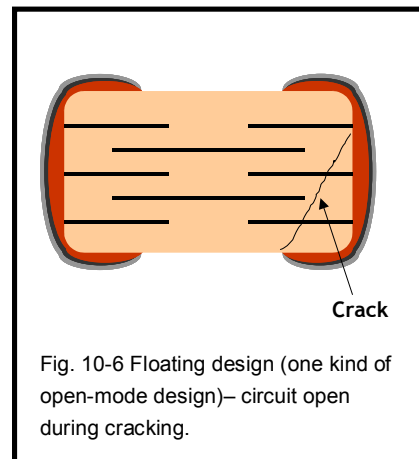 Crack
Fig. 10-6 Floating design (one kind of
open-mode design)– circuit open
during cracking.